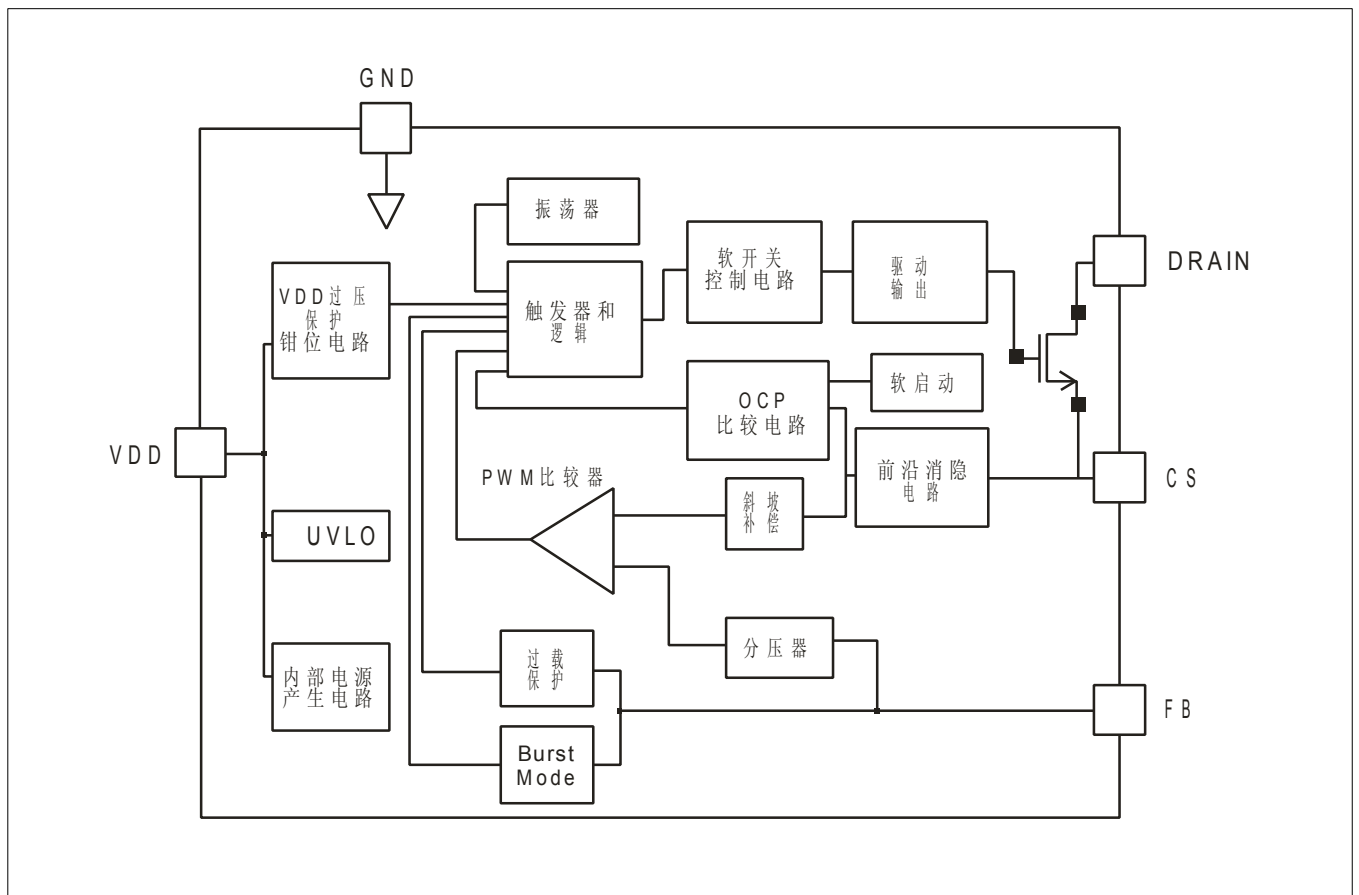 GND
振荡器
VDD过压
保护
钳位电路
触发器和
逻辑
软开关
控制电路
驱动
输出
DRAIN
软启动
OCP
比较电路
VDD
PWM比较器
前沿消隐
电路
CS
斜坡
补偿
UVLO
分压器
过载
保护
内部电源
产生电路
FB
Burst
Mode